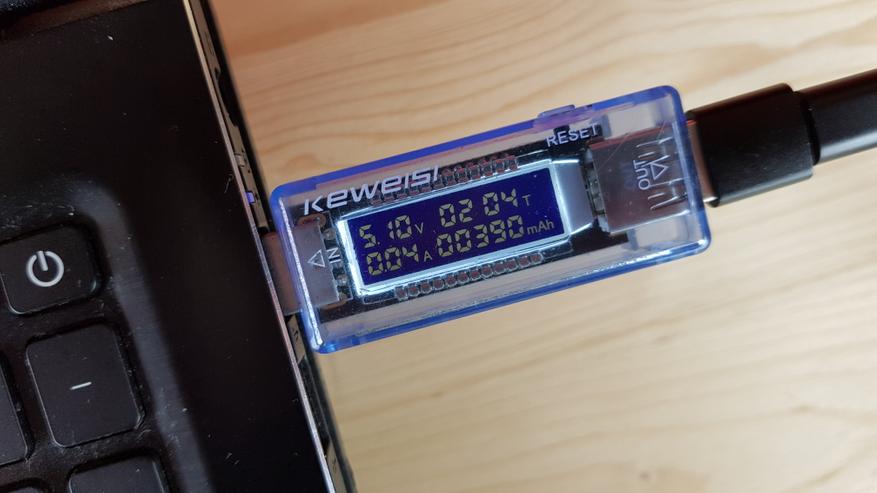 KEWEISI
RESET
5.10V 02 04T
0.04A 00390mAh
IN
OUT